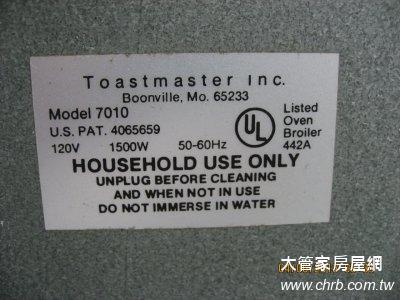 Toastmaster Inc.
Boonville, Mo. 65233
Model 7010
U.S. PAT. 4065659
120V 1500W 50-60Hz
UL
Listed
Oven
Broiler
442A
HOUSEHOLD USE ONLY
UNPLUG BEFORE CLEANING
AND WHEN NOT IN USE
DO NOT IMMERSE IN WATER
大管家房屋網
www.chrb.com.tw